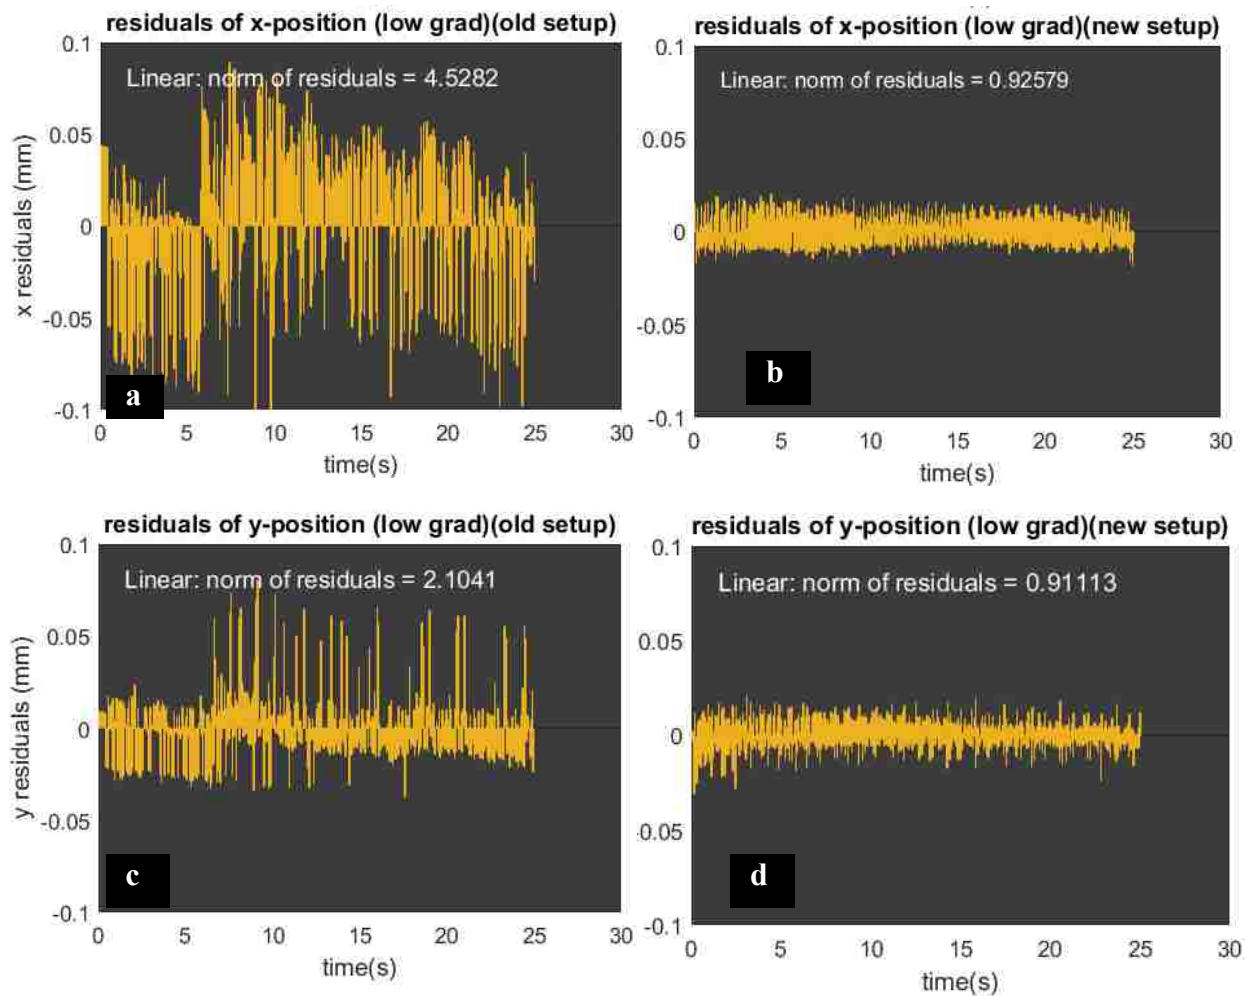 residuals of x-position (low grad)(old setup)
Linear: norm of residuals = 4.5282
x residuals (mm)
0.1
0.05
0
-0.05
-0.1
a
0 5 10 15 20 25 30
time(s)
residuals of x-position (low grad)(new setup)
Linear: norm of residuals = 0.92579
0.1
0.05
0
-0.05
-0.1
b
0 5 10 15 20 25 30
time(s)
residuals of y-position (low grad)(old setup)
Linear: norm of residuals = 2.1041
y residuals (mm)
0.1
0.05
0
-0.05
-0.1
c
0 5 10 15 20 25 30
time(s)
residuals of y-position (low grad)(new setup)
Linear: norm of residuals = 0.91113
0.1
0.05
0
-0.05
-0.1
d
0 5 10 15 20 25 30
time(s)